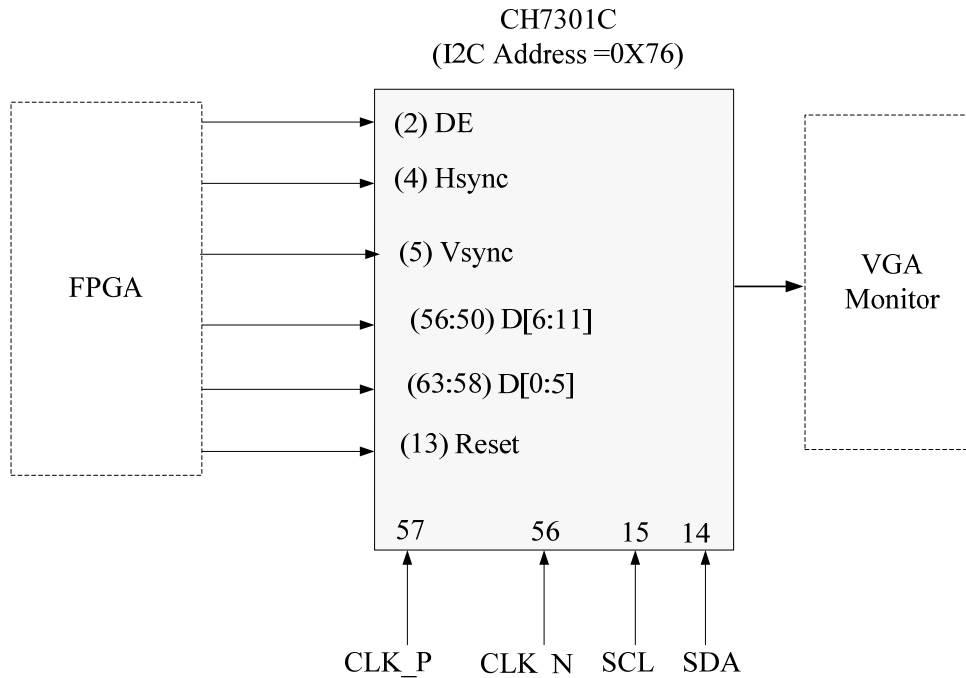 CH7301C
(I2C Address =0X76)
FPGA
(2) DE
(4) Hsync
(5) Vsync
(56:50) D[6:11]
(63:58) D[0:5]
(13) Reset
57
56
15
14
VGA
Monitor
CLK_P
CLK_N
SCL
SDA